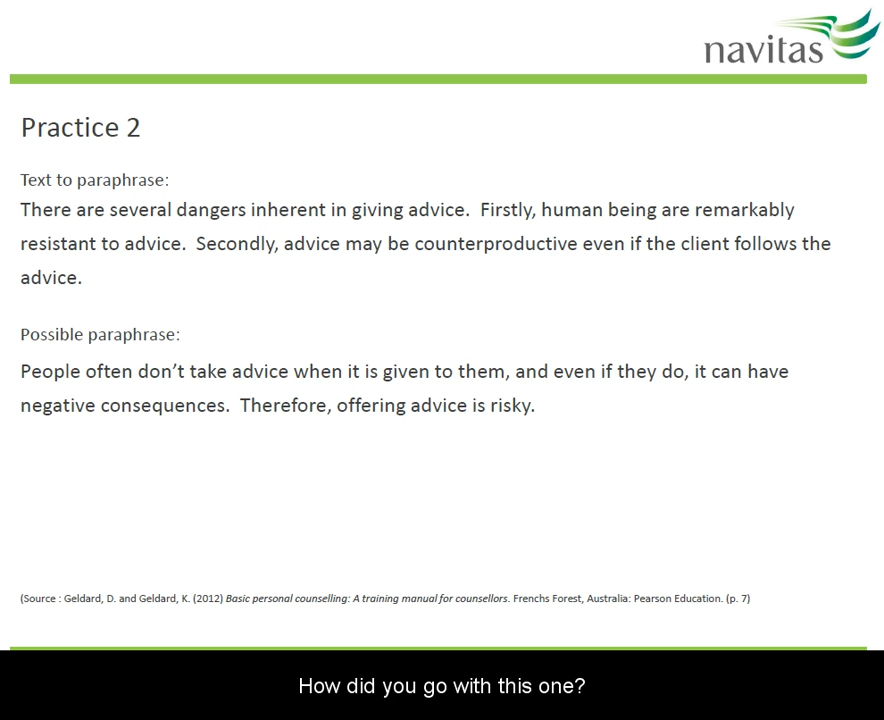 navitas
Practice 2
Text to paraphrase:
There are several dangers inherent in giving advice.  Firstly, human being are remarkably
resistant to advice.  Secondly, advice may be counterproductive even if the client follows the
advice.
Possible paraphrase:
People often don’t take advice when it is given to them, and even if they do, it can have
negative consequences.  Therefore, offering advice is risky.
(Source : Geldard, D. and Geldard, K. (2012) Basic personal counselling: A training manual for counsellors. Frenchs Forest, Australia: Pearson Education. (p. 7)
How did you go with this one?